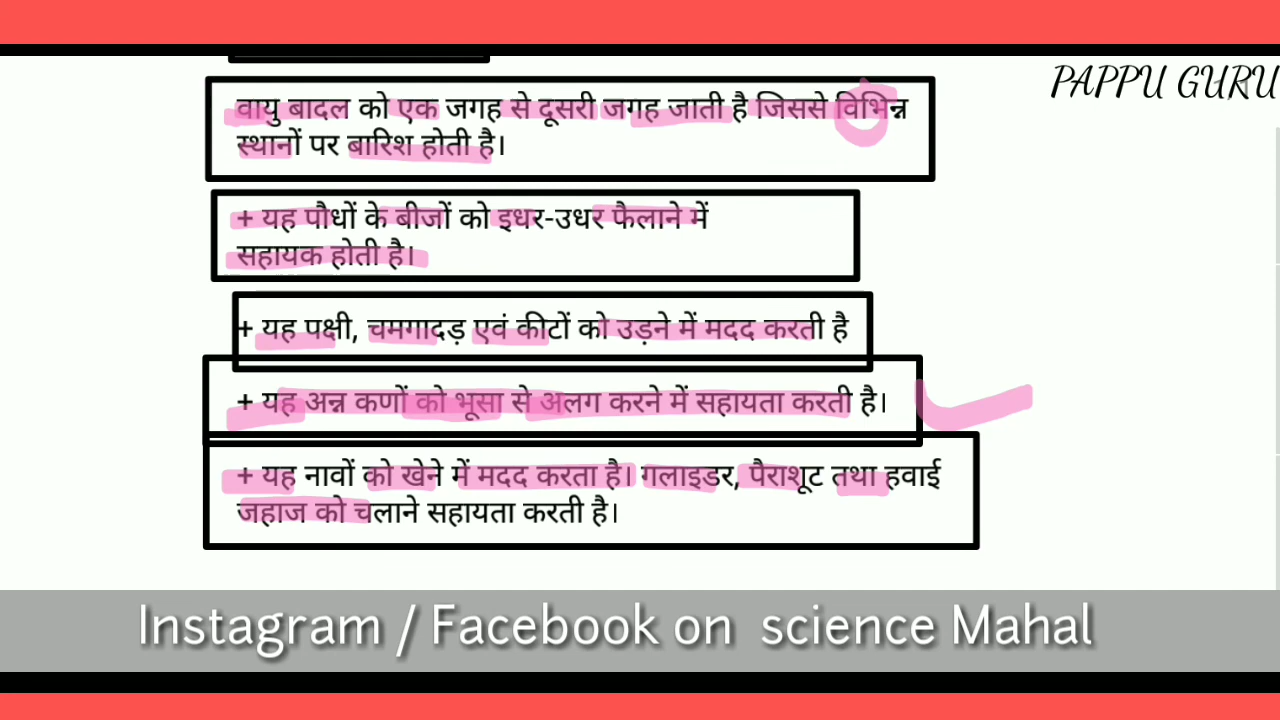 PAPPU GURU
वायु बादल को एक जगह से दूसरी जगह जाती है जिससे विभिन्न
स्थानों पर बारिश होती है।
+ यह पौधों के बीजों को इधर-उधर फैलाने में
सहायक होती है।
+ यह पक्षी, चमगादड़ एवं कीटों को उड़ने में मदद करती है
+ यह अन्न कणों को भूसा से अलग करने में सहायता करती है।
+ यह नावों को खेने में मदद करता है। गलाइडर, पैराशूट तथा हवाई
जहाज को चलाने सहायता करती है।
Instagram / Facebook on science Mahal